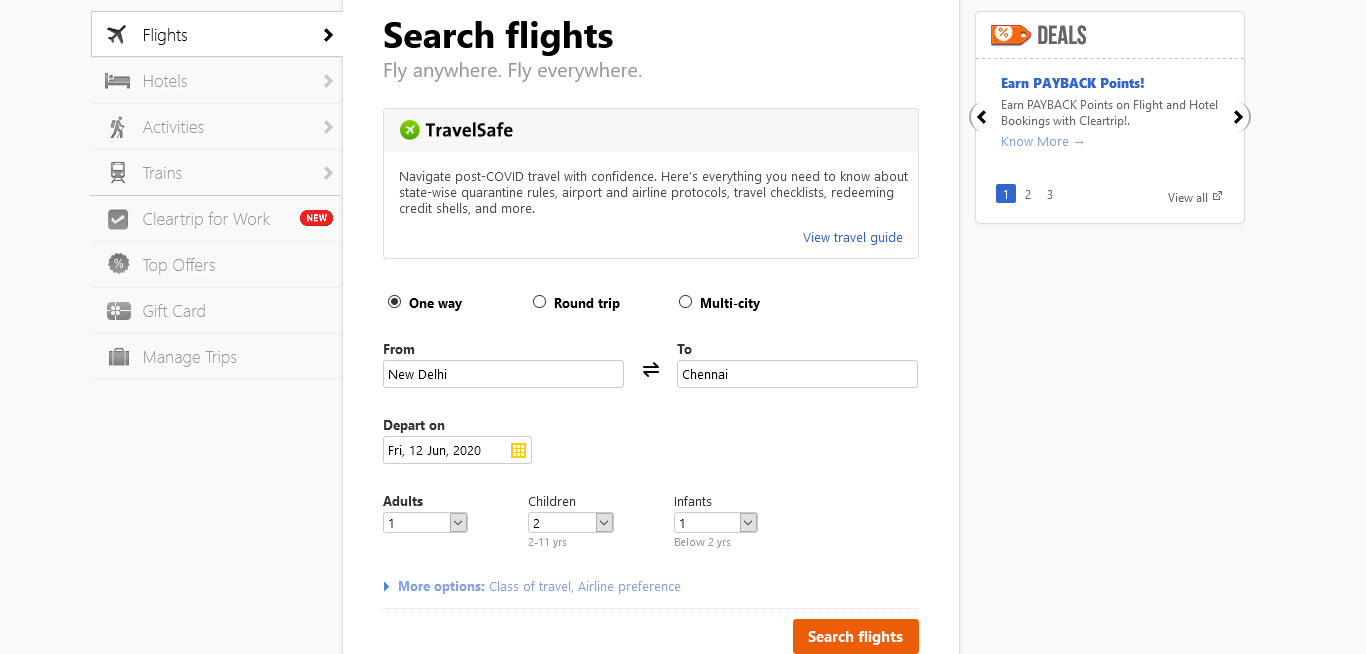 Flights
Hotels
Activities
Trains
Cleartrip for Work NEW
Top Offers
Gift Card
Manage Trips
Search flights
Fly anywhere. Fly everywhere.
TravelSafe
Navigate post-COVID travel with confidence. Here's everything you need to know about
state-wise quarantine rules, airport and airline protocols, travel checklists, redeeming
credit shells, and more.
View travel guide
One way Round trip Multi-city
From To
New Delhi Chennai
Depart on
Fri, 12 Jun, 2020
Adults Children Infants
1 2 1
2-11 yrs Below 2 yrs
More options: Class of travel, Airline preference
Search flights
% DEALS
Earn PAYBACK Points!
Earn PAYBACK Points on Flight and Hotel
Bookings with Cleartrip!.
Know More →
1 2 3 View all